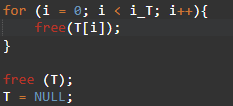 for (i = 0; i < i_T; i++){
    free(T[i]);
}

free (T);
T = NULL;